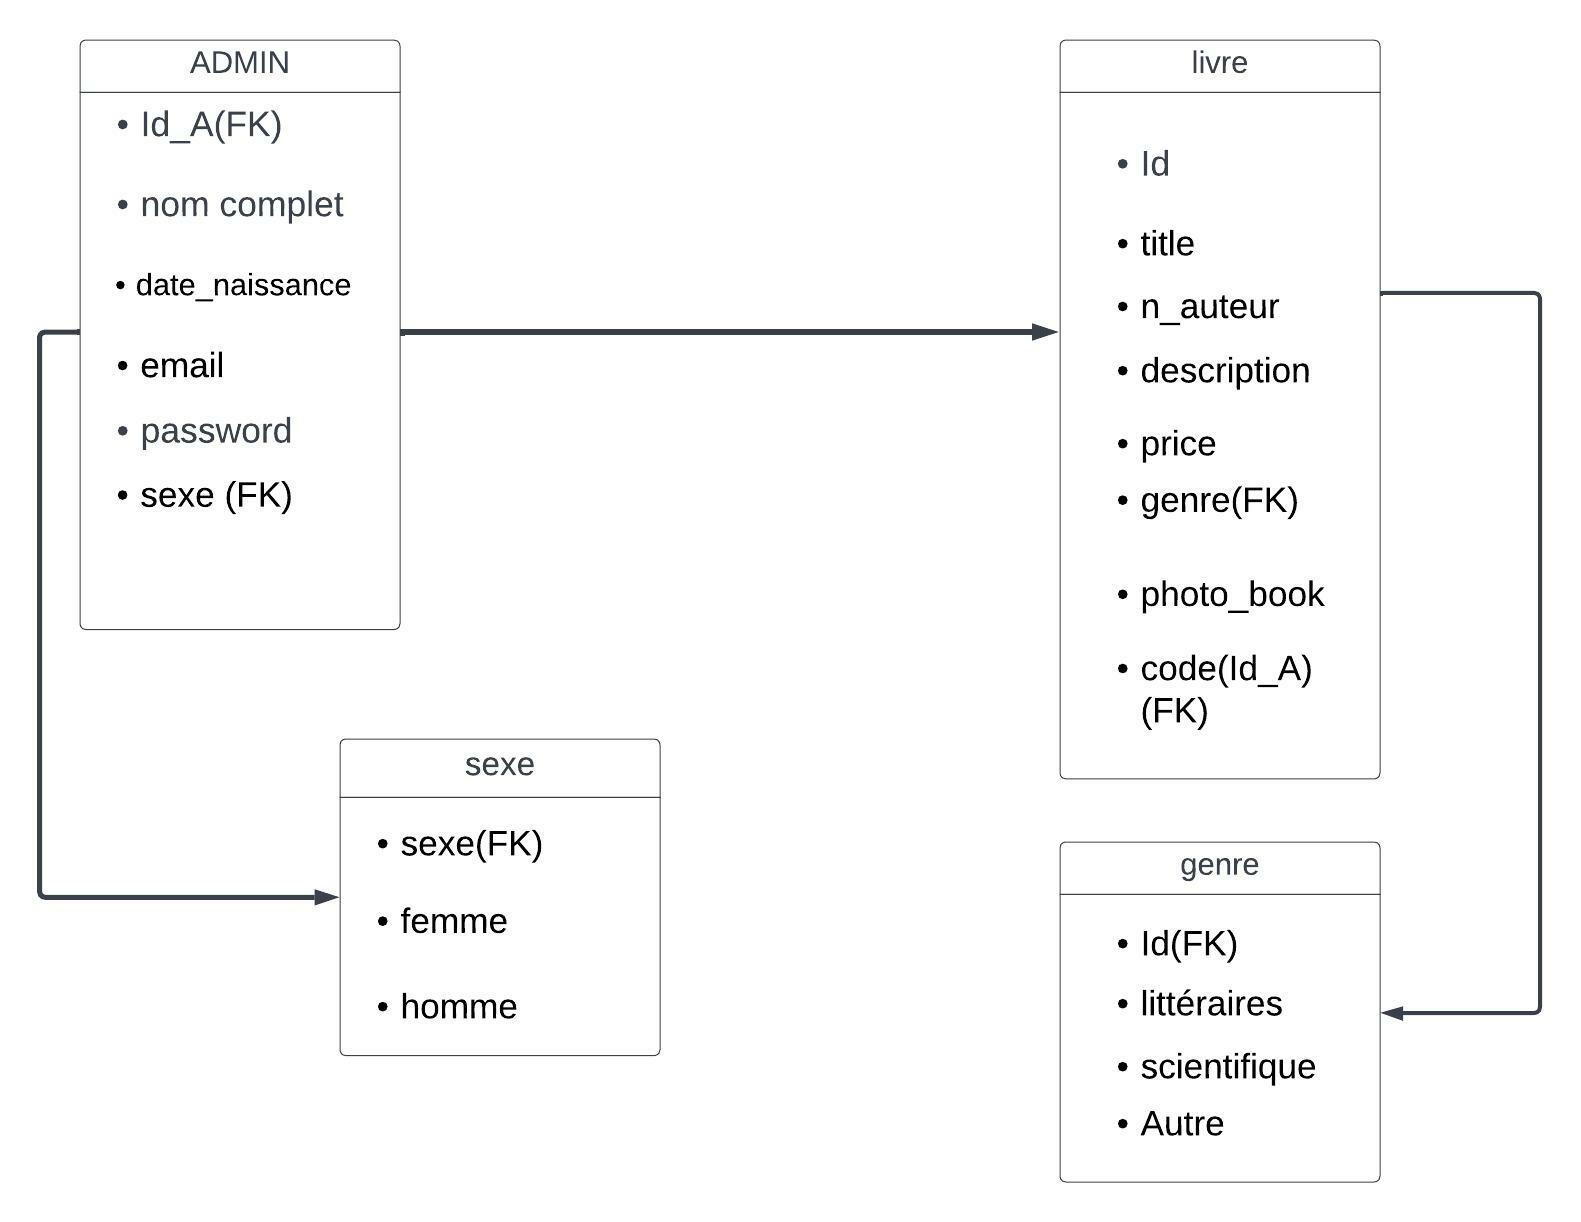 ADMIN
• Id_A(FK)
• nom complet
• date_naissance
• email
• password
• sexe (FK)
livre
• Id
• title
• n_auteur
• description
• price
• genre(FK)
• photo_book
• code(Id_A)
(FK)
sexe
• sexe(FK)
• femme
• homme
genre
• Id(FK)
• littéraires
• scientifique
• Autre